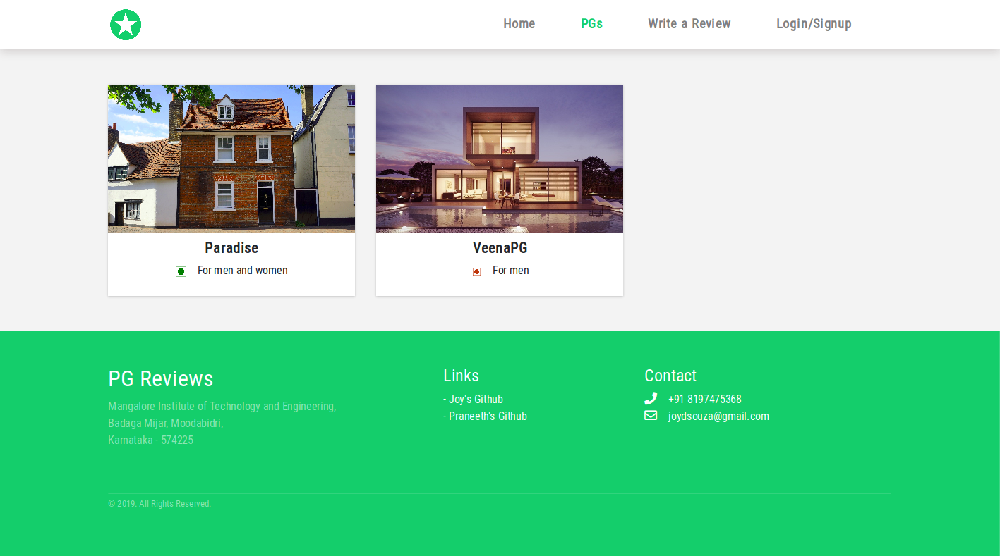 Home
PGs
Write a Review
Login/Signup
Paradise
For men and women
VeenaPG
For men
PG Reviews
Mangalore Institute of Technology and Engineering,
Badaga Mijar, Moodabidri,
Karnataka - 574225
Links
- Joy's Github
- Praneeth's Github
Contact
+91 8197475368
joydsouza@gmail.com
© 2019. All Rights Reserved.